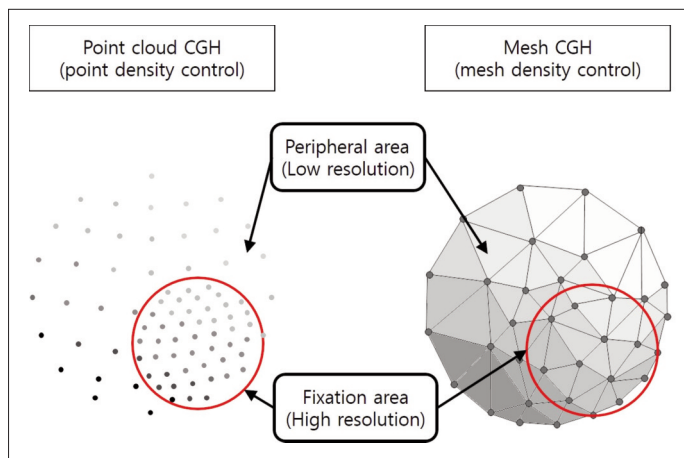 Point cloud CGH
(point density control)
Mesh CGH
(mesh density control)
Peripheral area
(Low resolution)
Fixation area
(High resolution)